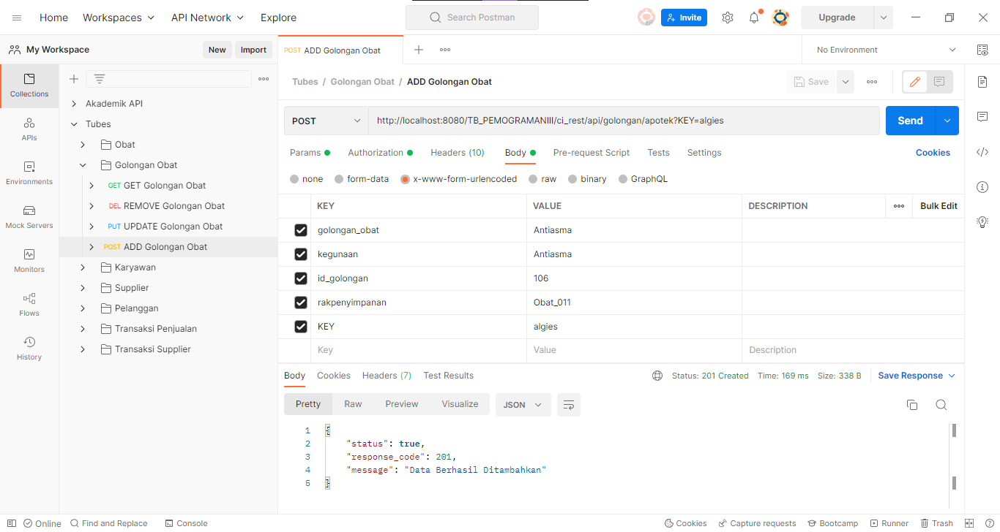 Home Workspaces API Network Explore Search Postman Invite Upgrade
My Workspace New Import POST ADD Golongan Obat No Environment
Collections
APIs
Environments
Mock Servers
Monitors
Flows
History
Akademik API
Tubes
Obat
Golongan Obat
GET GET Golongan Obat
DEL REMOVE Golongan Obat
PUT UPDATE Golongan Obat
POST ADD Golongan Obat
Karyawan
Supplier
Pelanggan
Transaksi Penjualan
Transaksi Supplier
Tubes / Golongan Obat / ADD Golongan Obat Save
POST http://localhost:8080/TB_PEMOGRAMANIII/ci_rest/api/golongan/apotek?KEY=algies Send
Params Authorization Headers (10) Body Pre-request Script Tests Settings Cookies
none form-data x-www-form-urlencoded raw binary GraphQL
KEY VALUE DESCRIPTION Bulk Edit
golongan_obat Antiasma
kegunaan Antiasma
id_golongan 106
rakpenyimpanan Obat_011
KEY algies
Key Value Description
Body Cookies Headers (7) Test Results Status: 201 Created Time: 169 ms Size: 338 B Save Response
Pretty Raw Preview Visualize JSON
1 {
2 "status": true,
3 "response_code": 201,
4 "message": "Data Berhasil Ditambahkan"
5 }
Online Find and Replace Console Cookies Capture requests Bootcamp Runner Trash